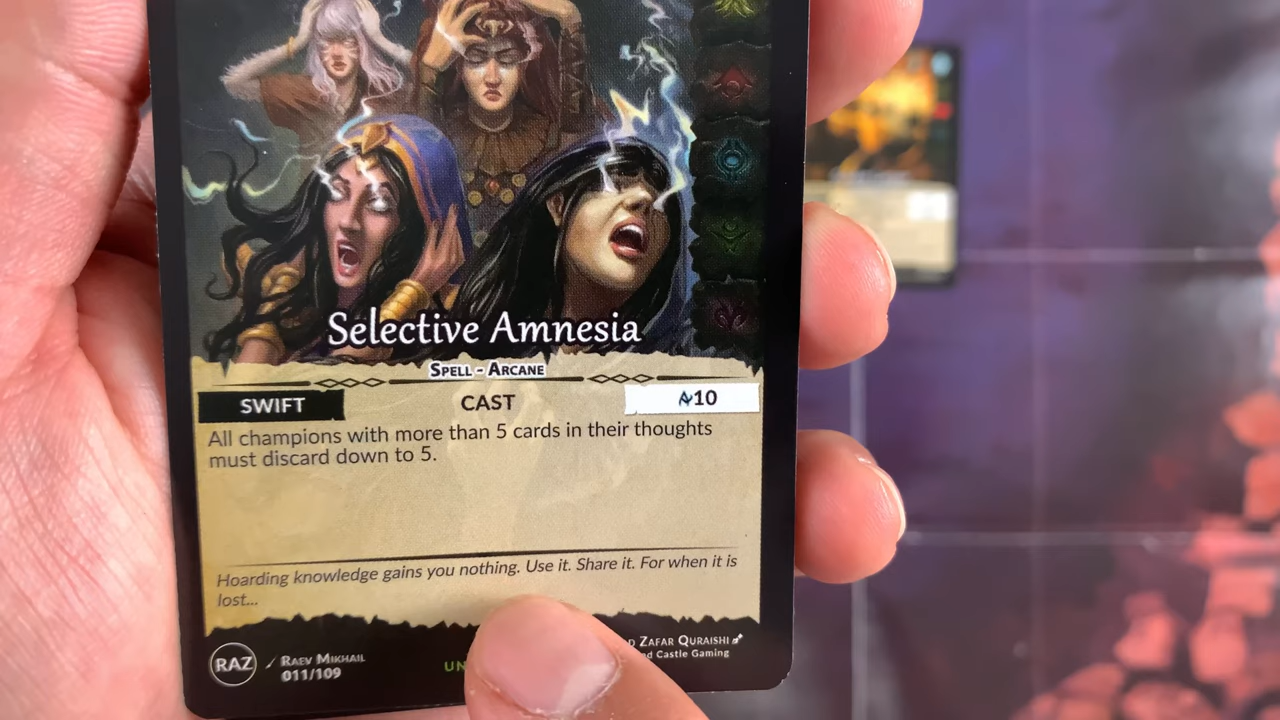 Selective Amnesia
SPELL - ARCANE
SWIFT CAST 10
All champions with more than 5 cards in their thoughts
must discard down to 5.
Hoarding knowledge gains you nothing. Use it. Share it. For when it is
lost...
RAZ RAEV MIKHAIL ZAFAR QURAISHI
011/109 Castle Gaming